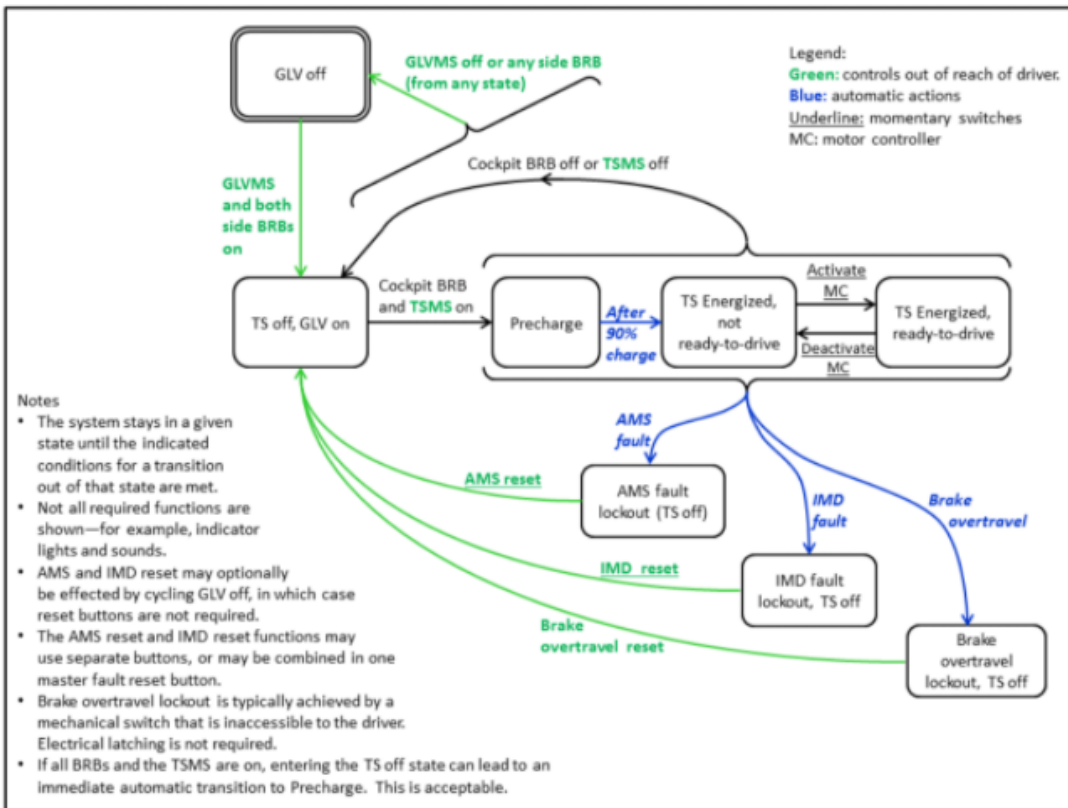 GLV off
GLVMS off or any side BRB
(from any state)
Legend:
Green: controls out of reach of driver.
Blue: automatic actions
Underline: momentary switches
MC: motor controller
GLVMS
and both
side BRBs
on
Cockpit BRB off or TSMS off
TS off, GLV on
Cockpit BRB
and TSMS on
Precharge
After
90%
charge
TS Energized,
not
ready-to-drive
Activate
MC
Deactivate
MC
TS Energized,
ready-to-drive
AMS
fault
IMD
fault
Brake
overtravel
AMS reset
AMS fault
lockout (TS off)
IMD reset
IMD fault
lockout, TS off
Brake
overtravel reset
Brake
overtravel
lockout, TS off
Notes
• The system stays in a given
state until the indicated
conditions for a transition
out of that state are met.
• Not all required functions are
shown—for example, indicator
lights and sounds.
• AMS and IMD reset may optionally
be effected by cycling GLV off, in which case
reset buttons are not required.
• The AMS reset and IMD reset functions may
use separate buttons, or may be combined in one
master fault reset button.
• Brake overtravel lockout is typically achieved by a
mechanical switch that is inaccessible to the driver.
Electrical latching is not required.
• If all BRBs and the TSMS are on, entering the TS off state can lead to an
immediate automatic transition to Precharge. This is acceptable.